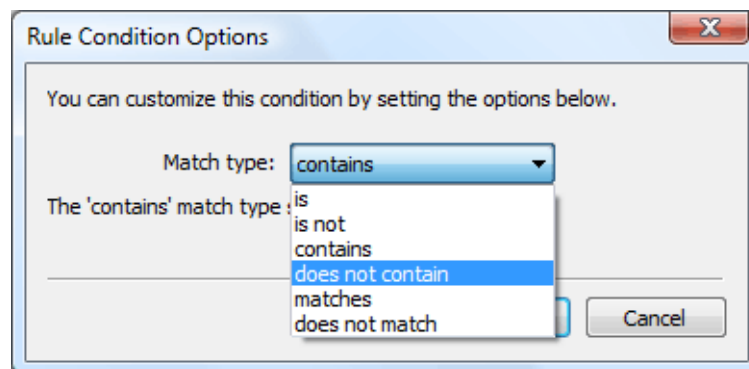 Rule Condition Options
You can customize this condition by setting the options below.
Match type: contains
The 'contains' match type
is
is not
contains
does not contain
matches
does not match
Cancel